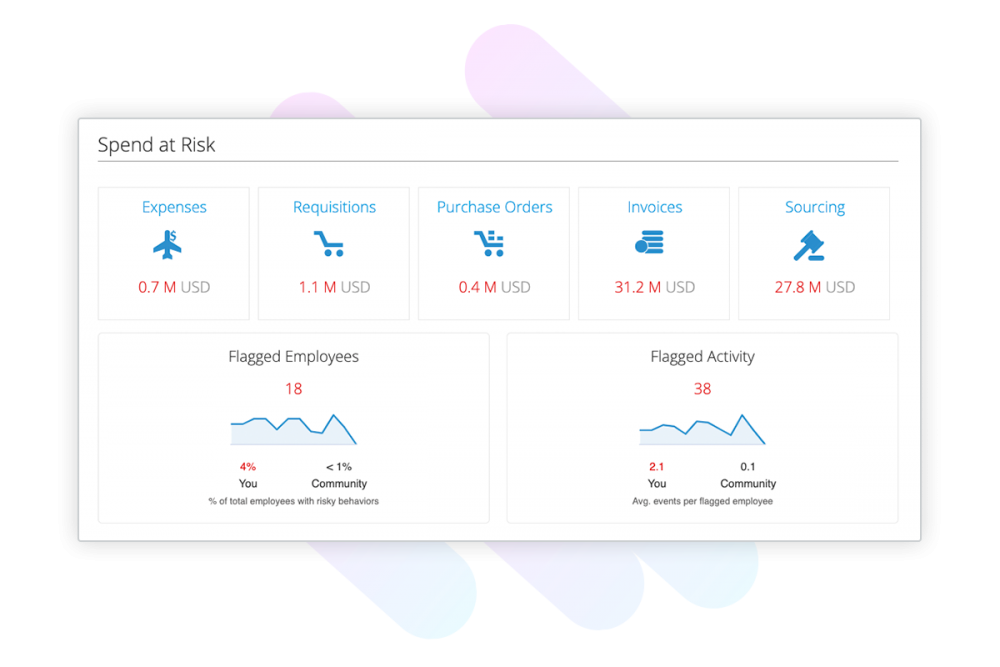 Spend at Risk
Expenses
0.7 M USD
Requisitions
1.1 M USD
Purchase Orders
0.4 M USD
Invoices
31.2 M USD
Sourcing
27.8 M USD
Flagged Employees
18
4% < 1%
You Community
% of total employees with risky behaviors
Flagged Activity
38
2.1 0.1
You Community
Avg. events per flagged employee